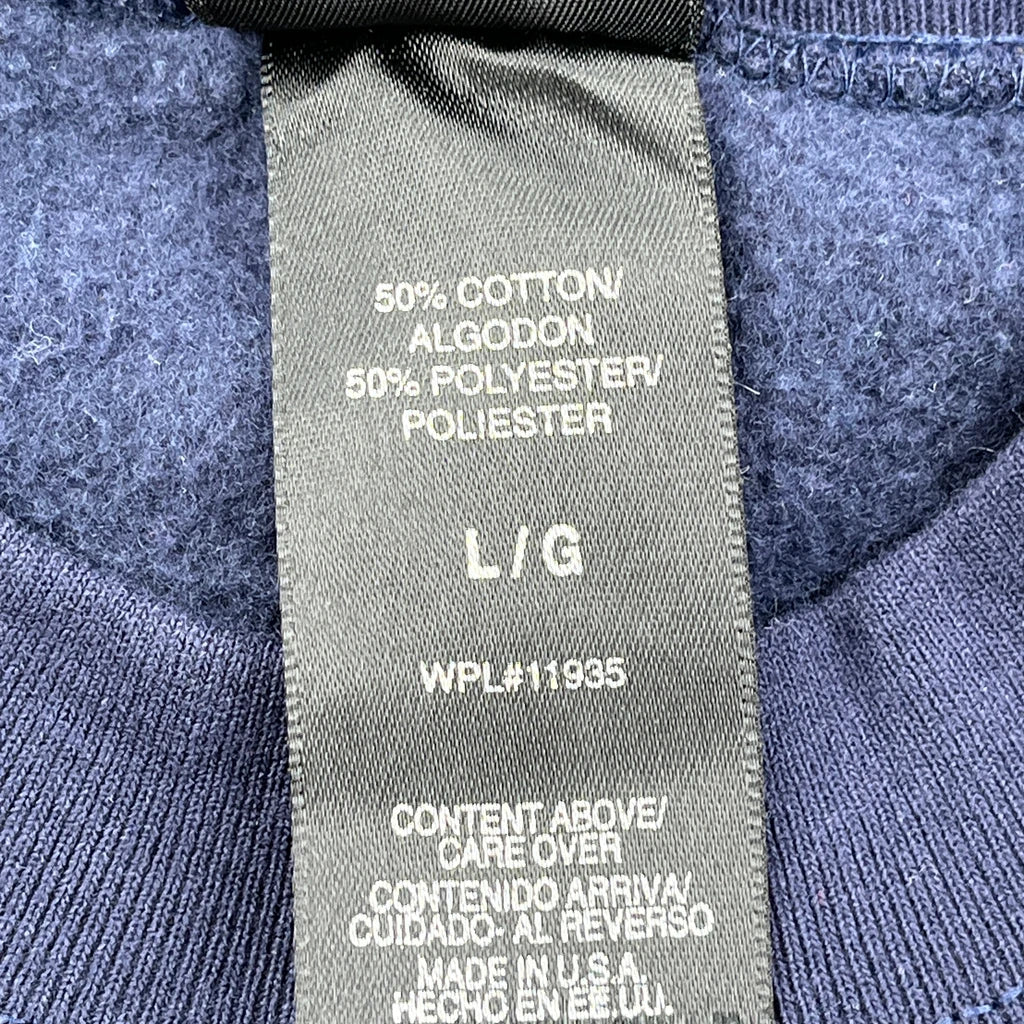 50% COTTON/
ALGODON
50% POLYESTER/
POLIESTER
L / G
WPL#11935
CONTENT ABOVE/
CARE OVER
CONTENIDO ARRIVA/
CUIDADO- AL REVERSO
MADE IN U.S.A.
HECHO EN EE.UU.